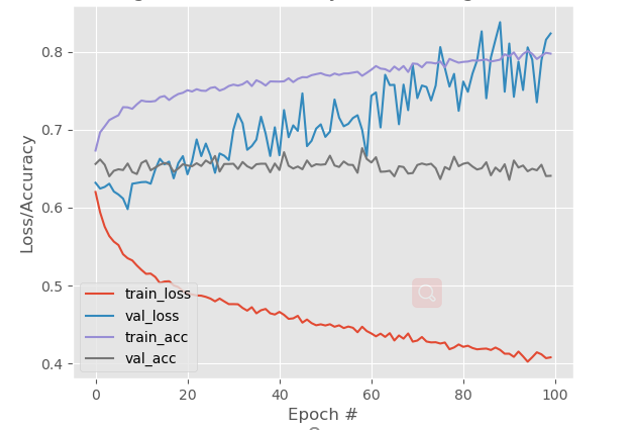 0.8
0.7
0.6
0.5
0.4
Loss/Accuracy
train_loss
val_loss
train_acc
val_acc
0 20 40 60 80 100
Epoch #